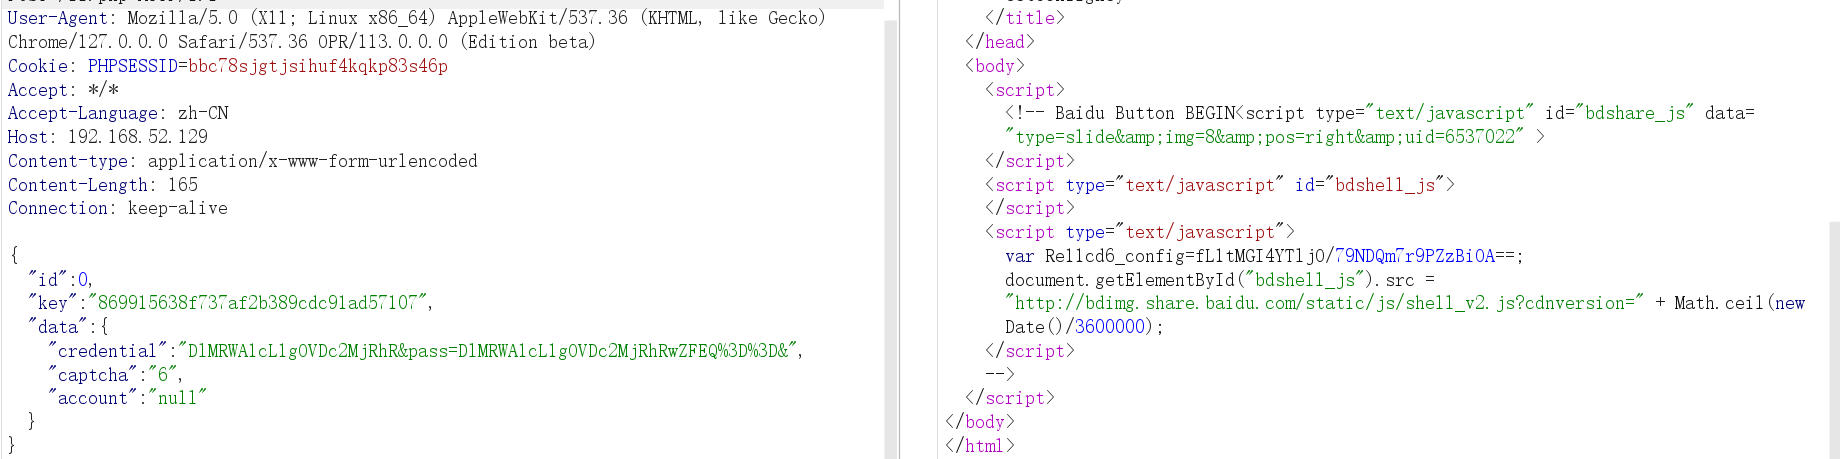 User-Agent: Mozilla/5.0 (X11; Linux x86_64) AppleWebKit/537.36 (KHTML, like Gecko)
Chrome/127.0.0.0 Safari/537.36 OPR/113.0.0.0 (Edition beta)
Cookie: PHPSESSID=bbc78sjgtjsihuf4kqkp83s46p
Accept: */*
Accept-Language: zh-CN
Host: 192.168.52.129
Content-type: application/x-www-form-urlencoded
Content-Length: 165
Connection: keep-alive
{
"id":0,
"key":"869915638f737af2b389cdc91ad57107",
"data":{
"credential":"DlMRWA1cL1gOVDc2MjRhR&pass=DlMRWA1cL1gOVDc2MjRhRwZFEQ%3D%3D&",
"captcha":"6",
"account":"null"
}
}
</title>
</head>
<body>
<script>
<!-- Baidu Button BEGIN<script type="text/javascript" id="bdshare_js" data=
"type=slide&amp;img=8&amp;pos=right&amp;uid=6537022" >
</script>
<script type="text/javascript" id="bdshell_js">
</script>
<script type="text/javascript">
var Rellcd6_config=fL1tMGI4YTljO/79NDQm7r9PZzBiOA==;
document.getElementById("bdshell_js").src =
"http://bdimg.share.baidu.com/static/js/shell_v2.js?cdnversion=" + Math.ceil(new
Date()/3600000);
</script>
-->
</script>
</body>
</html>